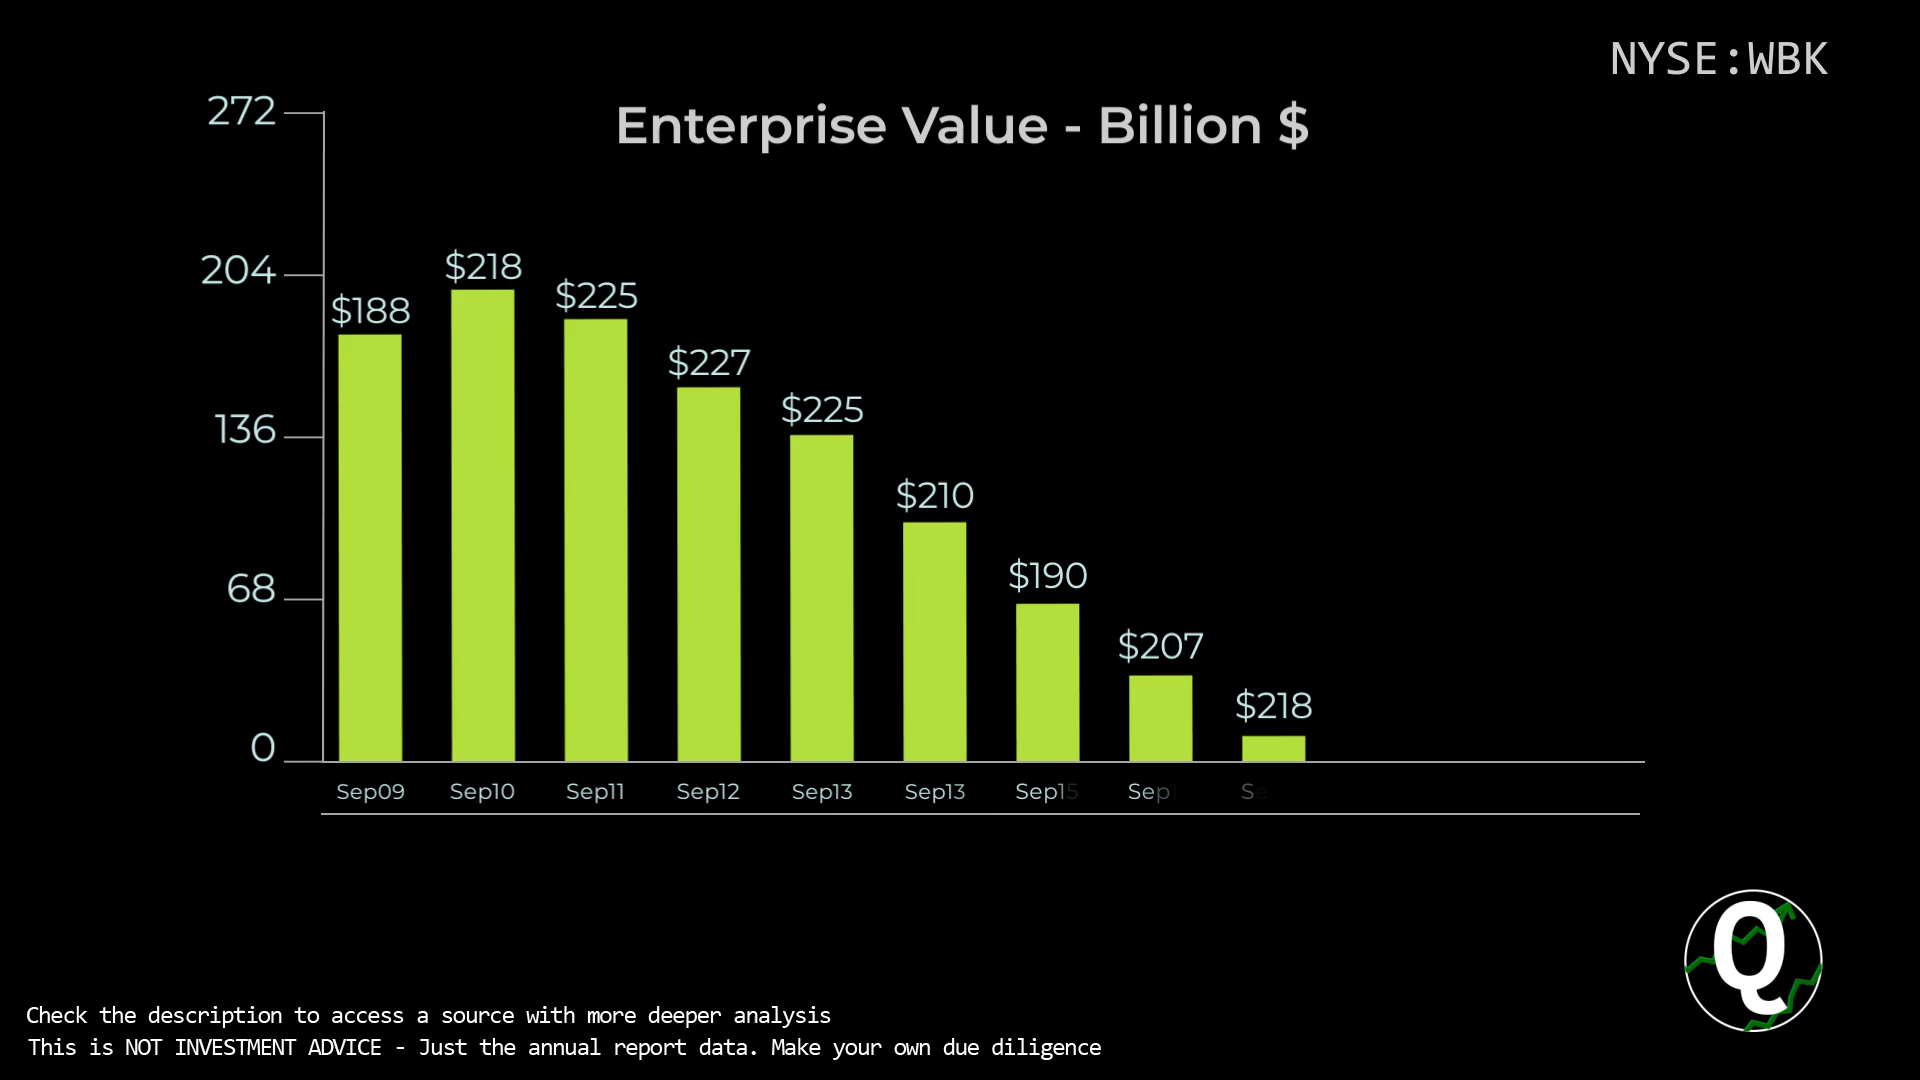 NYSE:WBK
Enterprise Value - Billion $
272
204
136
68
0
$188
$218
$225
$227
$225
$210
$190
$207
$218
Sep09
Sep10
Sep11
Sep12
Sep13
Sep13
Sep15
Sep
Se
Q
Check the description to access a source with more deeper analysis
This is NOT INVESTMENT ADVICE - Just the annual report data. Make your own due diligence